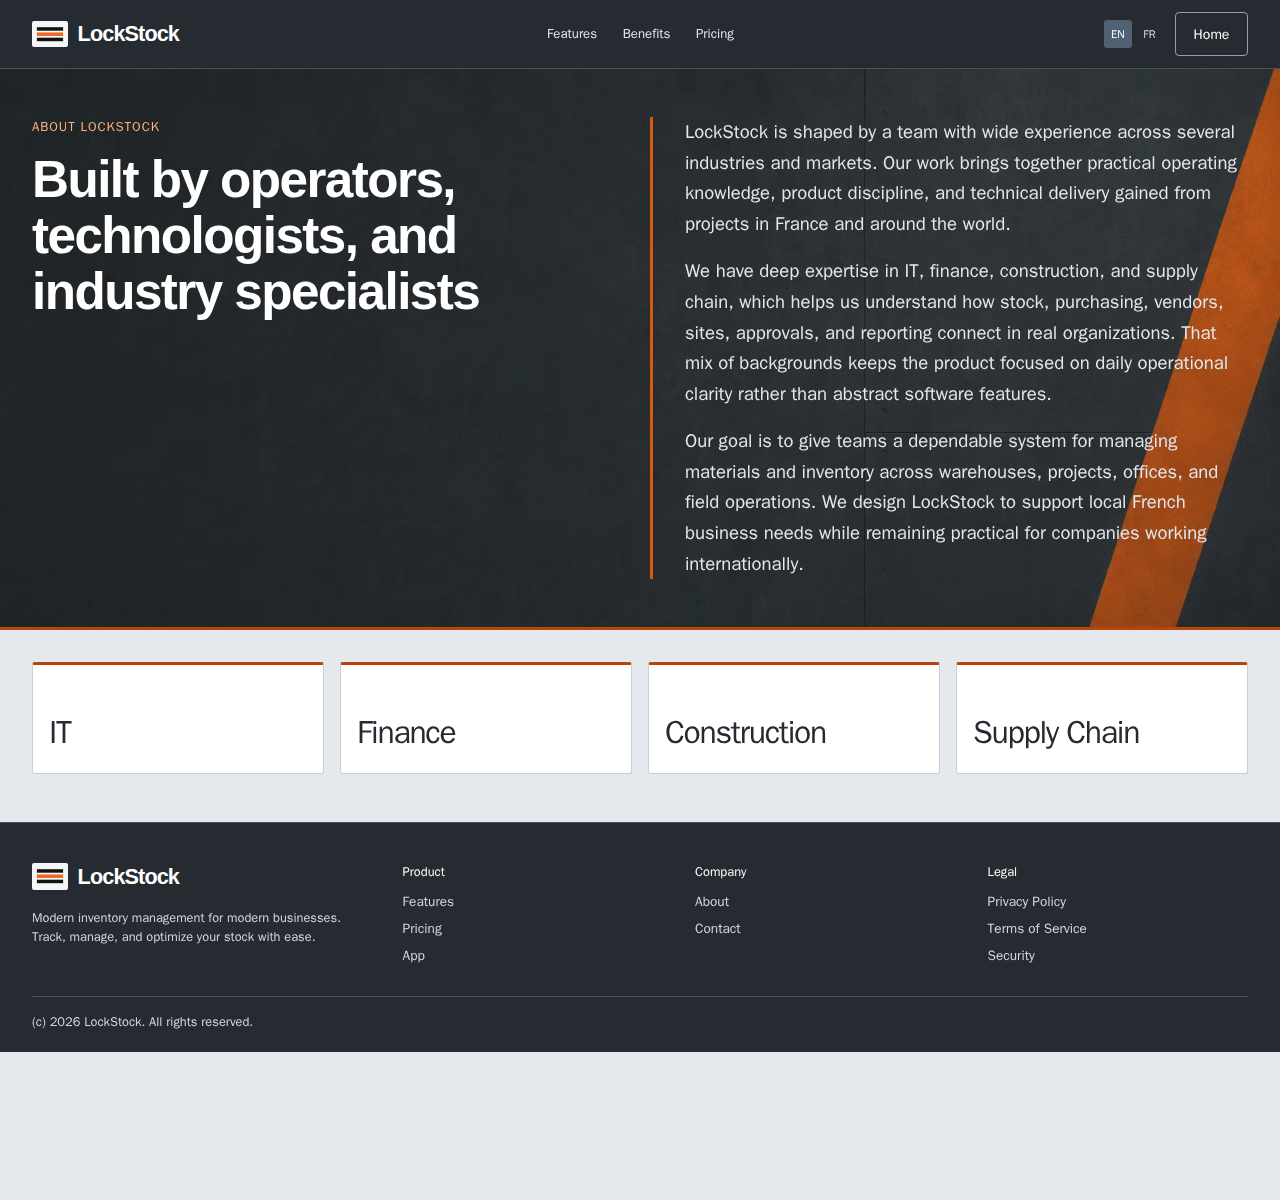 LockStock
Features
Benefits
Pricing
EN
FR
Home
ABOUT LOCKSTOCK
Built by operators,
technologists, and
industry specialists
LockStock is shaped by a team with wide experience across several
industries and markets. Our work brings together practical operating
knowledge, product discipline, and technical delivery gained from
projects in France and around the world.
We have deep expertise in IT, finance, construction, and supply
chain, which helps us understand how stock, purchasing, vendors,
sites, approvals, and reporting connect in real organizations. That
mix of backgrounds keeps the product focused on daily operational
clarity rather than abstract software features.
Our goal is to give teams a dependable system for managing
materials and inventory across warehouses, projects, offices, and
field operations. We design LockStock to support local French
business needs while remaining practical for companies working
internationally.
IT
Finance
Construction
Supply Chain
LockStock
Modern inventory management for modern businesses.
Track, manage, and optimize your stock with ease.
Product
Features
Pricing
App
Company
About
Contact
Legal
Privacy Policy
Terms of Service
Security
(c) 2026 LockStock. All rights reserved.